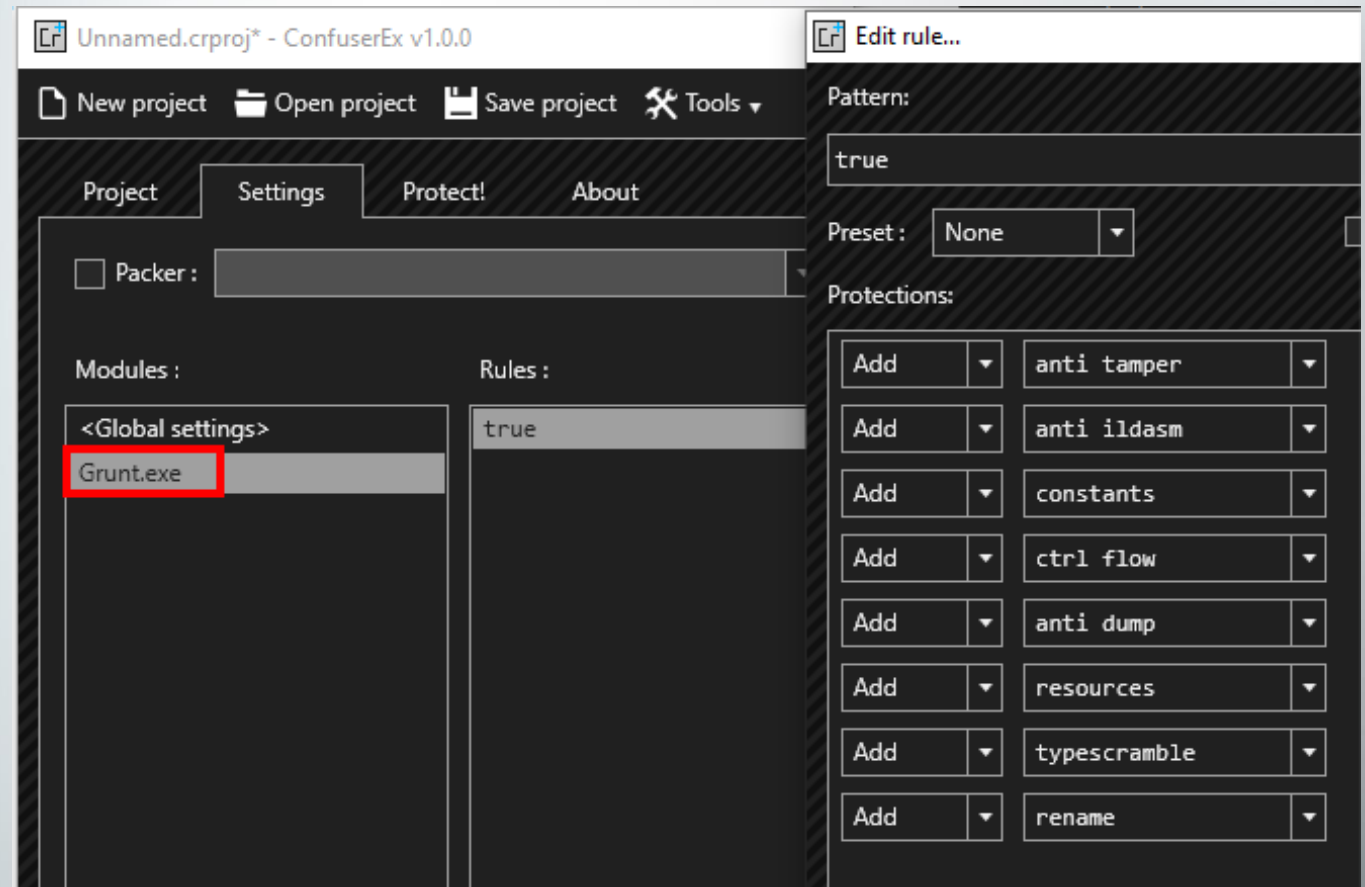 Unnamed.crproj* - ConfuserEx v1.0.0
New project Open project Save project Tools
Project Settings Protect! About
Packer :
Modules : Rules :
<Global settings> true
Grunt.exe
Edit rule...
Pattern:
true
Preset : None
Protections:
Add anti tamper
Add anti ildasm
Add constants
Add ctrl flow
Add anti dump
Add resources
Add typescramble
Add rename